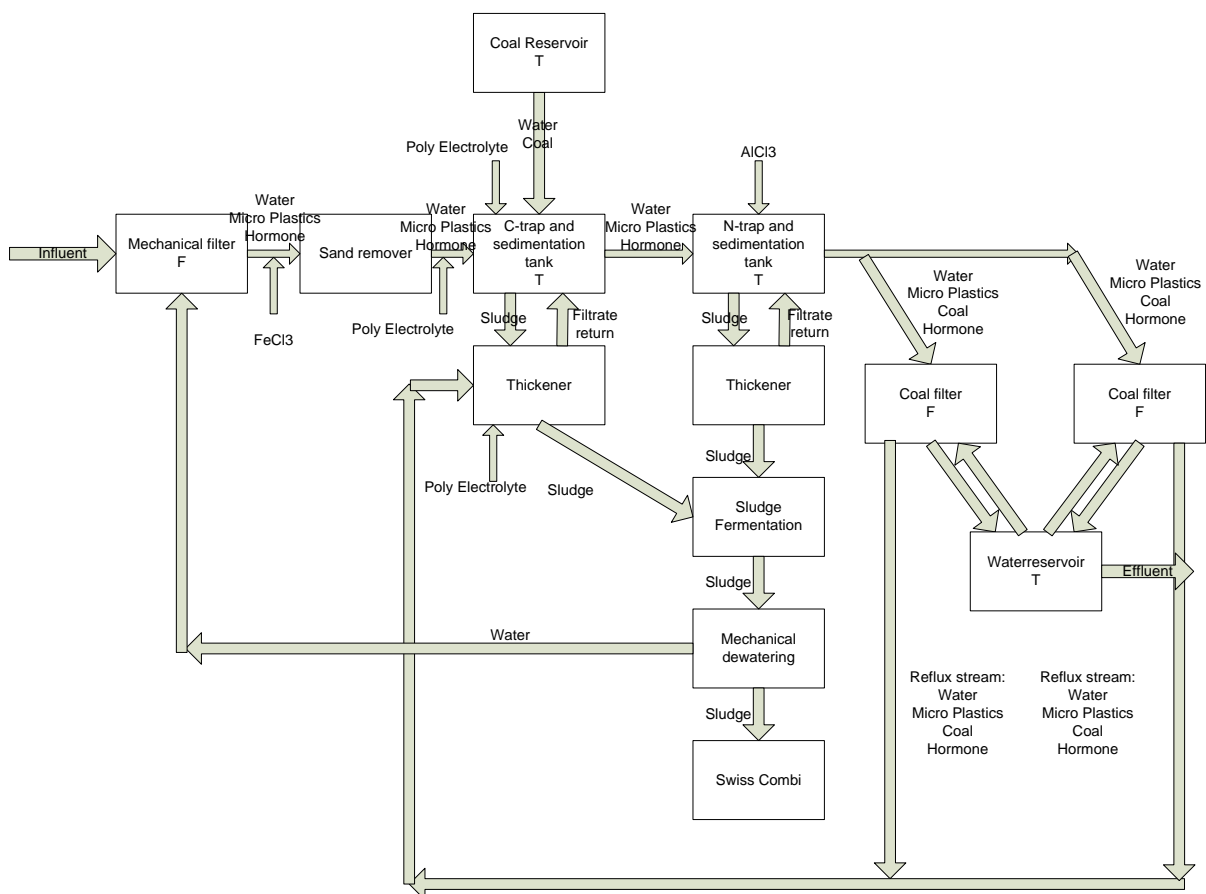 Coal Reservoir
T
Water
Coal
Poly Electrolyte
AlCl3
Water
Micro Plastics
Hormone
Water
Micro Plastics
Hormone
Water
Micro Plastics
Hormone
Influent
Mechanical filter
F
Sand remover
C-trap and
sedimentation
tank
T
N-trap and
sedimentation
tank
T
Water
Micro Plastics
Coal
Hormone
Water
Micro Plastics
Coal
Hormone
FeCl3
Poly Electrolyte
Sludge
Filtrate
return
Sludge
Filtrate
return
Thickener
Thickener
Coal filter
F
Coal filter
F
Poly Electrolyte
Sludge
Sludge
Sludge
Fermentation
Waterreservoir
T
Effluent
Sludge
Water
Mechanical
dewatering
Reflux stream:
Water
Micro Plastics
Coal
Hormone
Reflux stream:
Water
Micro Plastics
Coal
Hormone
Sludge
Swiss Combi